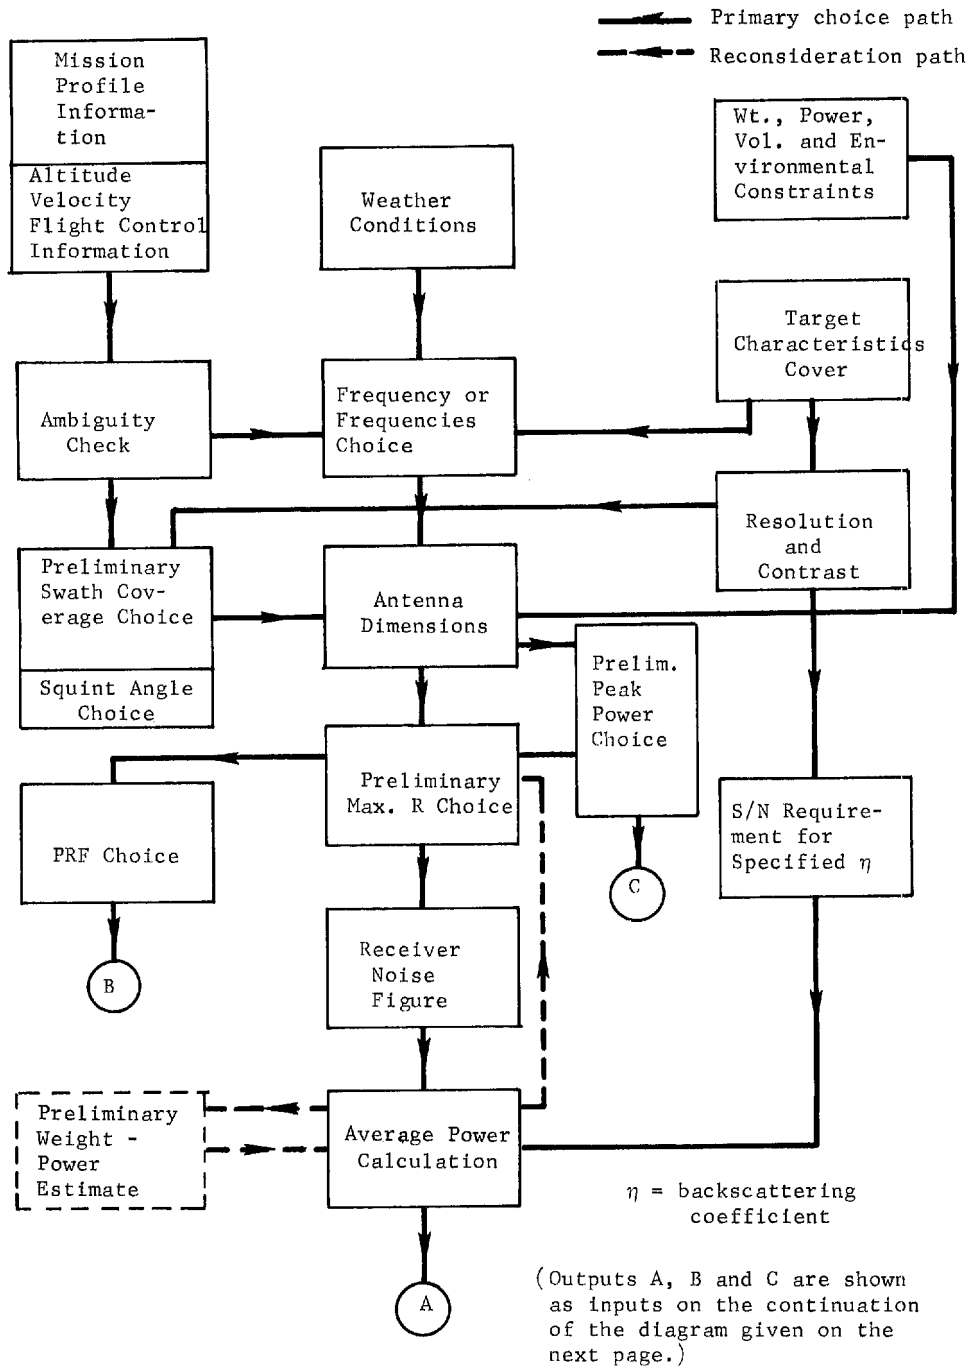 Primary choice path
Reconsideration path
Mission
Profile
Informa-
tion
Altitude
Velocity
Flight Control
Information
Weather
Conditions
Wt., Power,
Vol. and En-
vironmental
Constraints
Target
Characteristics
Cover
Ambiguity
Check
Frequency or
Frequencies
Choice
Resolution
and
Contrast
Preliminary
Swath Cov-
erage Choice
Squint Angle
Choice
Antenna
Dimensions
Prelim.
Peak
Power
Choice
Preliminary
Max. R Choice
PRF Choice
S/N Require-
ment for
Specified η
C
B
Receiver
Noise
Figure
Preliminary
Weight -
Power
Estimate
Average Power
Calculation
η = backscattering
coefficient
A
(Outputs A, B and C are shown
as inputs on the continuation
of the diagram given on the
next page.)